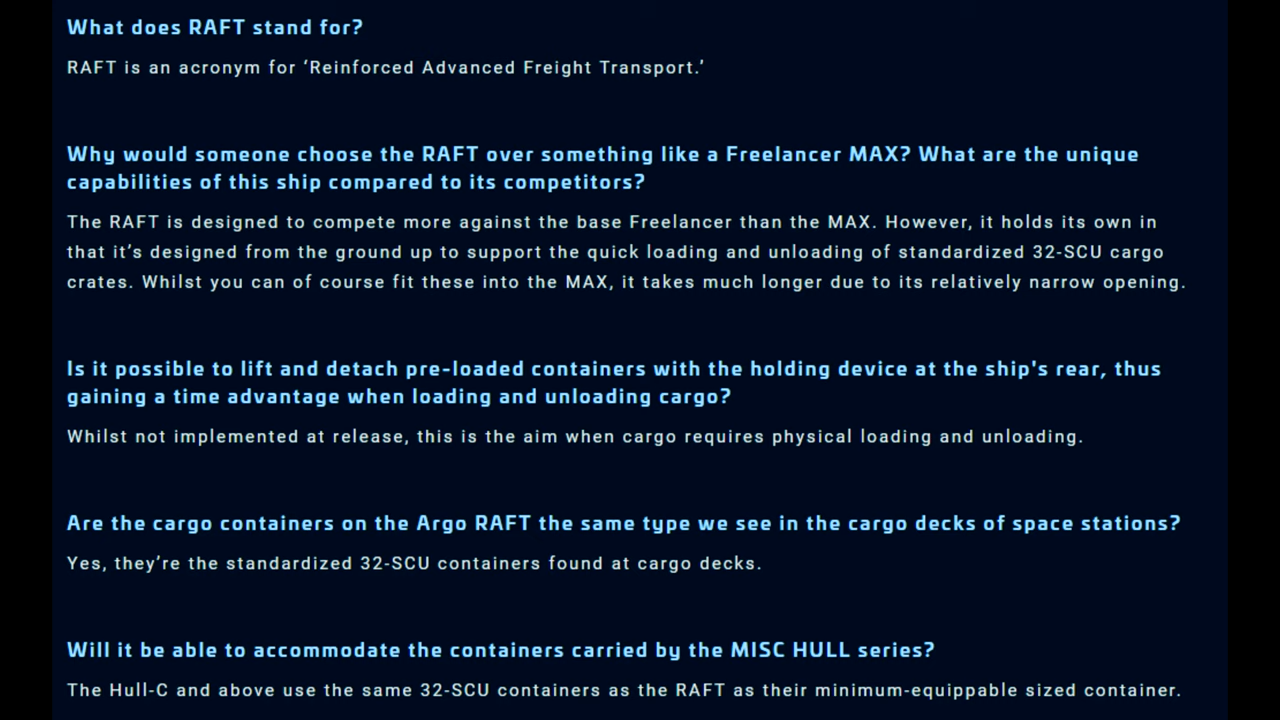 What does RAFT stand for?
RAFT is an acronym for ‘Reinforced Advanced Freight Transport.’
Why would someone choose the RAFT over something like a Freelancer MAX? What are the unique
capabilities of this ship compared to its competitors?
The RAFT is designed to compete more against the base Freelancer than the MAX. However, it holds its own in
that it’s designed from the ground up to support the quick loading and unloading of standardized 32-SCU cargo
crates. Whilst you can of course fit these into the MAX, it takes much longer due to its relatively narrow opening.
Is it possible to lift and detach pre-loaded containers with the holding device at the ship's rear, thus
gaining a time advantage when loading and unloading cargo?
Whilst not implemented at release, this is the aim when cargo requires physical loading and unloading.
Are the cargo containers on the Argo RAFT the same type we see in the cargo decks of space stations?
Yes, they’re the standardized 32-SCU containers found at cargo decks.
Will it be able to accommodate the containers carried by the MISC HULL series?
The Hull-C and above use the same 32-SCU containers as the RAFT as their minimum-equippable sized container.